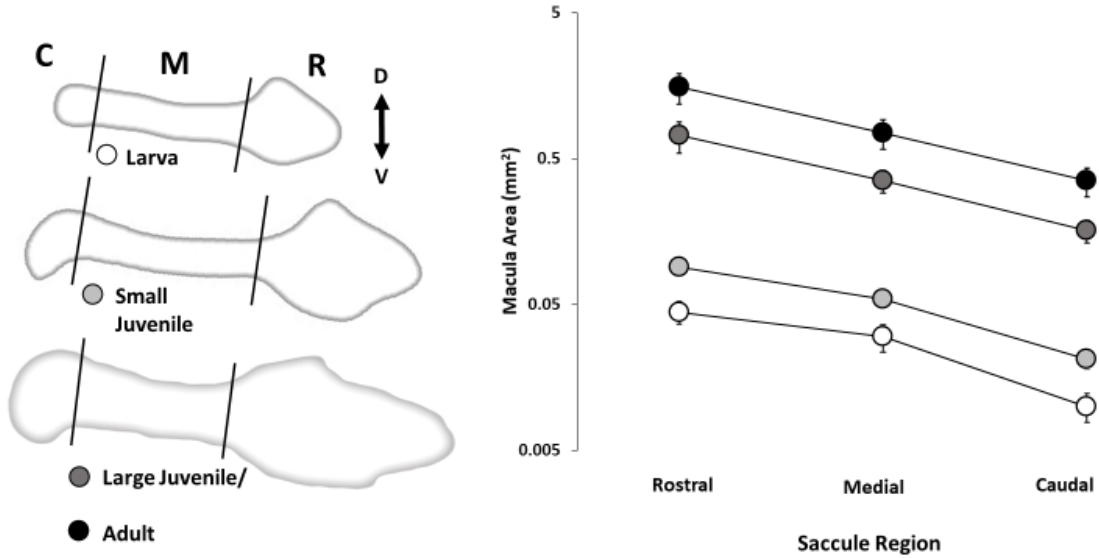 C
M
R
D
V
Larva
Small
Juvenile
Large Juvenile/
Adult
Macula Area (mm²)
5
0.5
0.05
0.005
Rostral
Medial
Caudal
Saccule Region